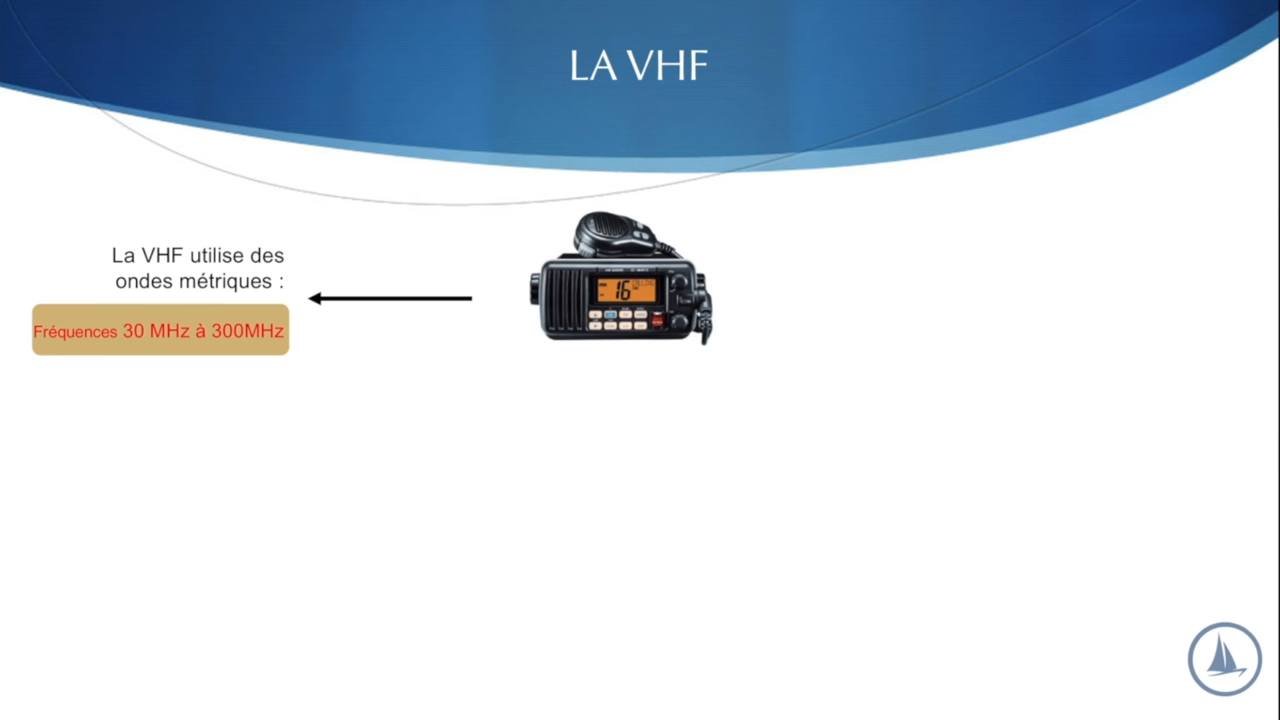 LA VHF
La VHF utilise des
ondes métriques :
Fréquences 30 MHz à 300MHz
16